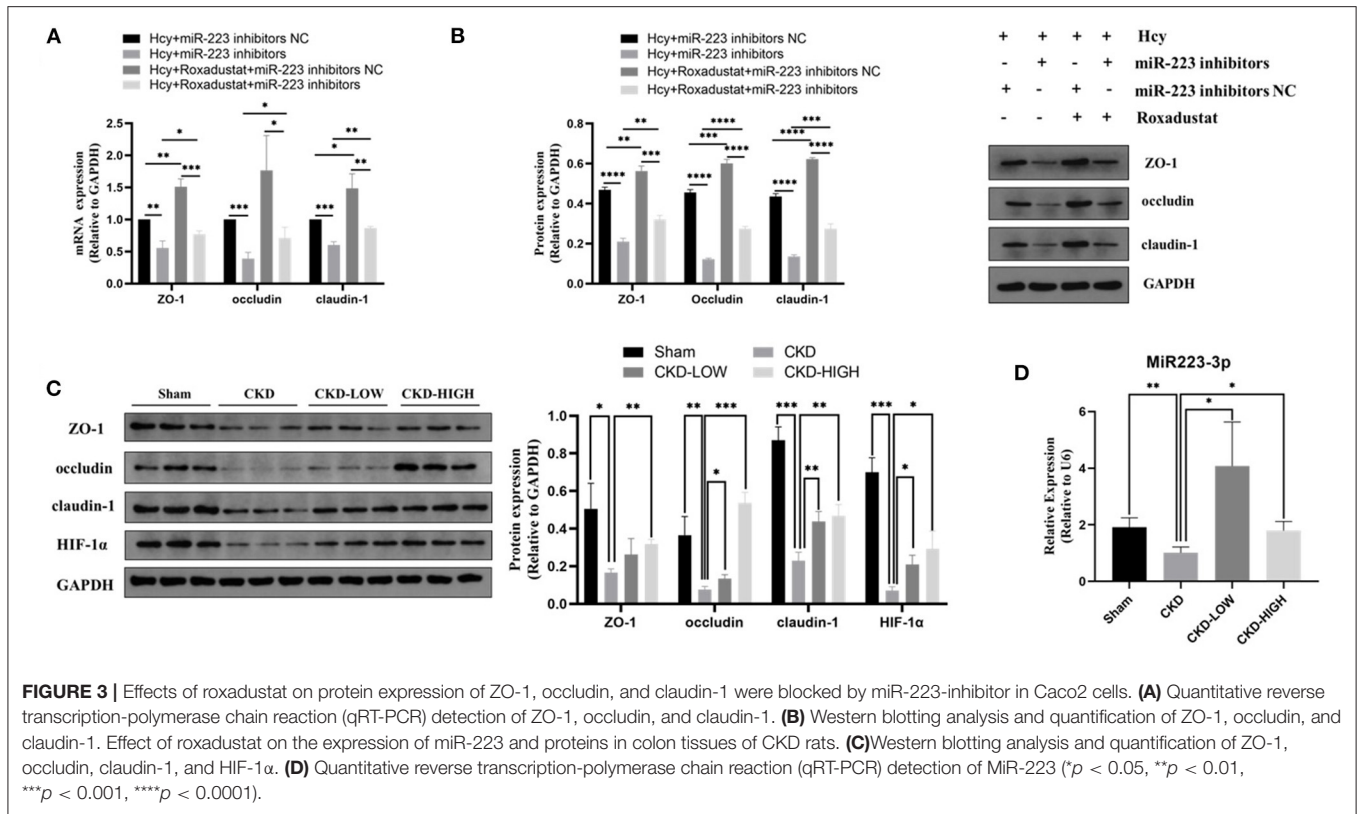 A
Hcy+miR-223 inhibitors NC
Hcy+miR-223 inhibitors
Hcy+Roxadustat+miR-223 inhibitors NC
Hcy+Roxadustat+miR-223 inhibitors
mRNA expression
(Relative to GAPDH)
2.5
2.0
1.5
1.0
0.5
0.0
** ** *** *
*** * *
*** * ** **
ZO-1 occludin claudin-1
B
Hcy+miR-223 inhibitors NC
Hcy+miR-223 inhibitors
Hcy+Roxadustat+miR-223 inhibitors NC
Hcy+Roxadustat+miR-223 inhibitors
Protein expression
(Relative to GAPDH)
0.8
0.6
0.4
0.2
0.0
**** ** *** **
**** *** **** ****
**** **** **** ***
ZO-1 Occludin claudin-1
+ + + + Hcy
- + - + miR-223 inhibitors
+ - + - miR-223 inhibitors NC
- - + + Roxadustat
ZO-1
occludin
claudin-1
GAPDH
C
Sham CKD CKD-LOW CKD-HIGH
ZO-1
occludin
claudin-1
HIF-1α
GAPDH
Sham CKD
CKD-LOW CKD-HIGH
Protein expression
(Relative to GAPDH)
1.0
0.8
0.6
0.4
0.2
0.0
* **
** *** *
*** ** **
*** * *
ZO-1 occludin claudin-1 HIF-1α
D
MiR223-3p
Relative Expression
(Relative to U6)
6
4
2
0
** * *
Sham CKD CKD-LOW CKD-HIGH
FIGURE 3 | Effects of roxadustat on protein expression of ZO-1, occludin, and claudin-1 were blocked by miR-223-inhibitor in Caco2 cells. (A) Quantitative reverse
transcription-polymerase chain reaction (qRT-PCR) detection of ZO-1, occludin, and claudin-1. (B) Western blotting analysis and quantification of ZO-1, occludin, and
claudin-1. Effect of roxadustat on the expression of miR-223 and proteins in colon tissues of CKD rats. (C)Western blotting analysis and quantification of ZO-1,
occludin, claudin-1, and HIF-1α. (D) Quantitative reverse transcription-polymerase chain reaction (qRT-PCR) detection of MiR-223 (*p < 0.05, **p < 0.01,
***p < 0.001, ****p < 0.0001).